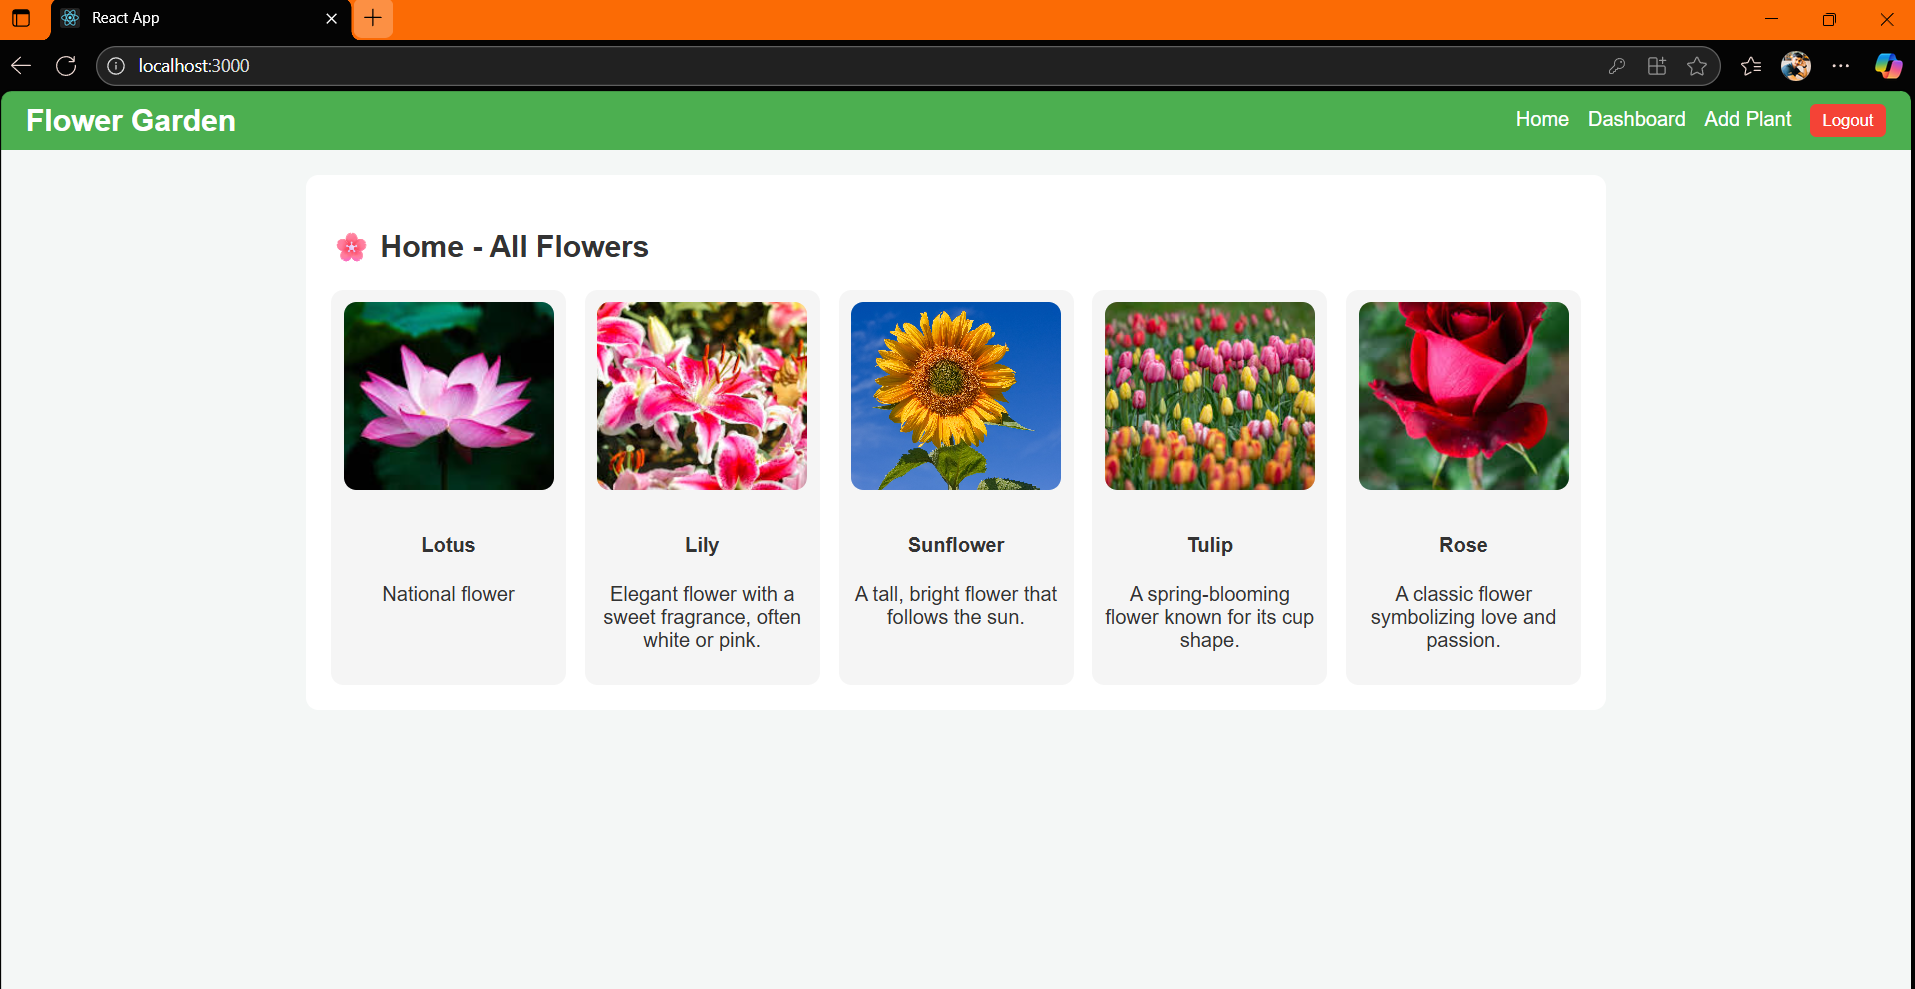 React App
localhost:3000
Flower Garden
Home Dashboard Add Plant Logout
🌸 Home - All Flowers
Lotus
National flower
Lily
Elegant flower with a
sweet fragrance, often
white or pink.
Sunflower
A tall, bright flower that
follows the sun.
Tulip
A spring-blooming
flower known for its cup
shape.
Rose
A classic flower
symbolizing love and
passion.